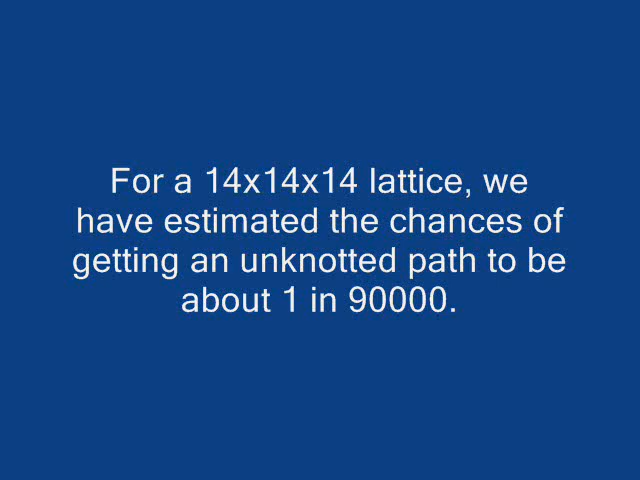 For a 14x14x14 lattice, we
have estimated the chances of
getting an unknotted path to be
about 1 in 90000.